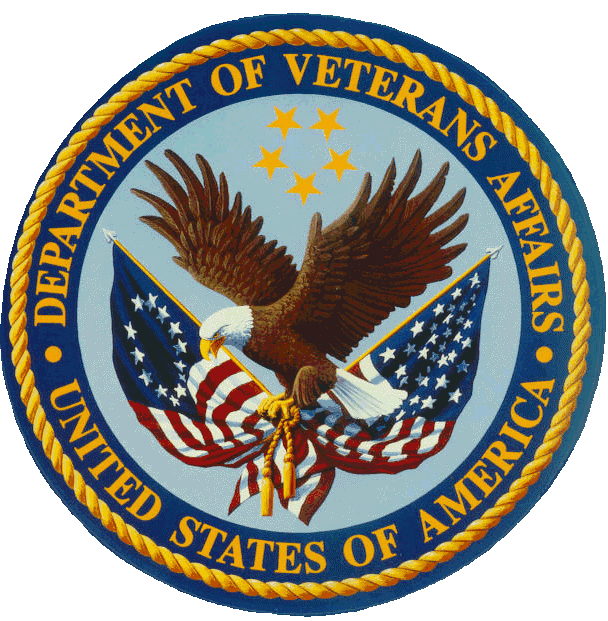 DEPARTMENT OF VETERANS AFFAIRS
UNITED STATES OF AMERICA